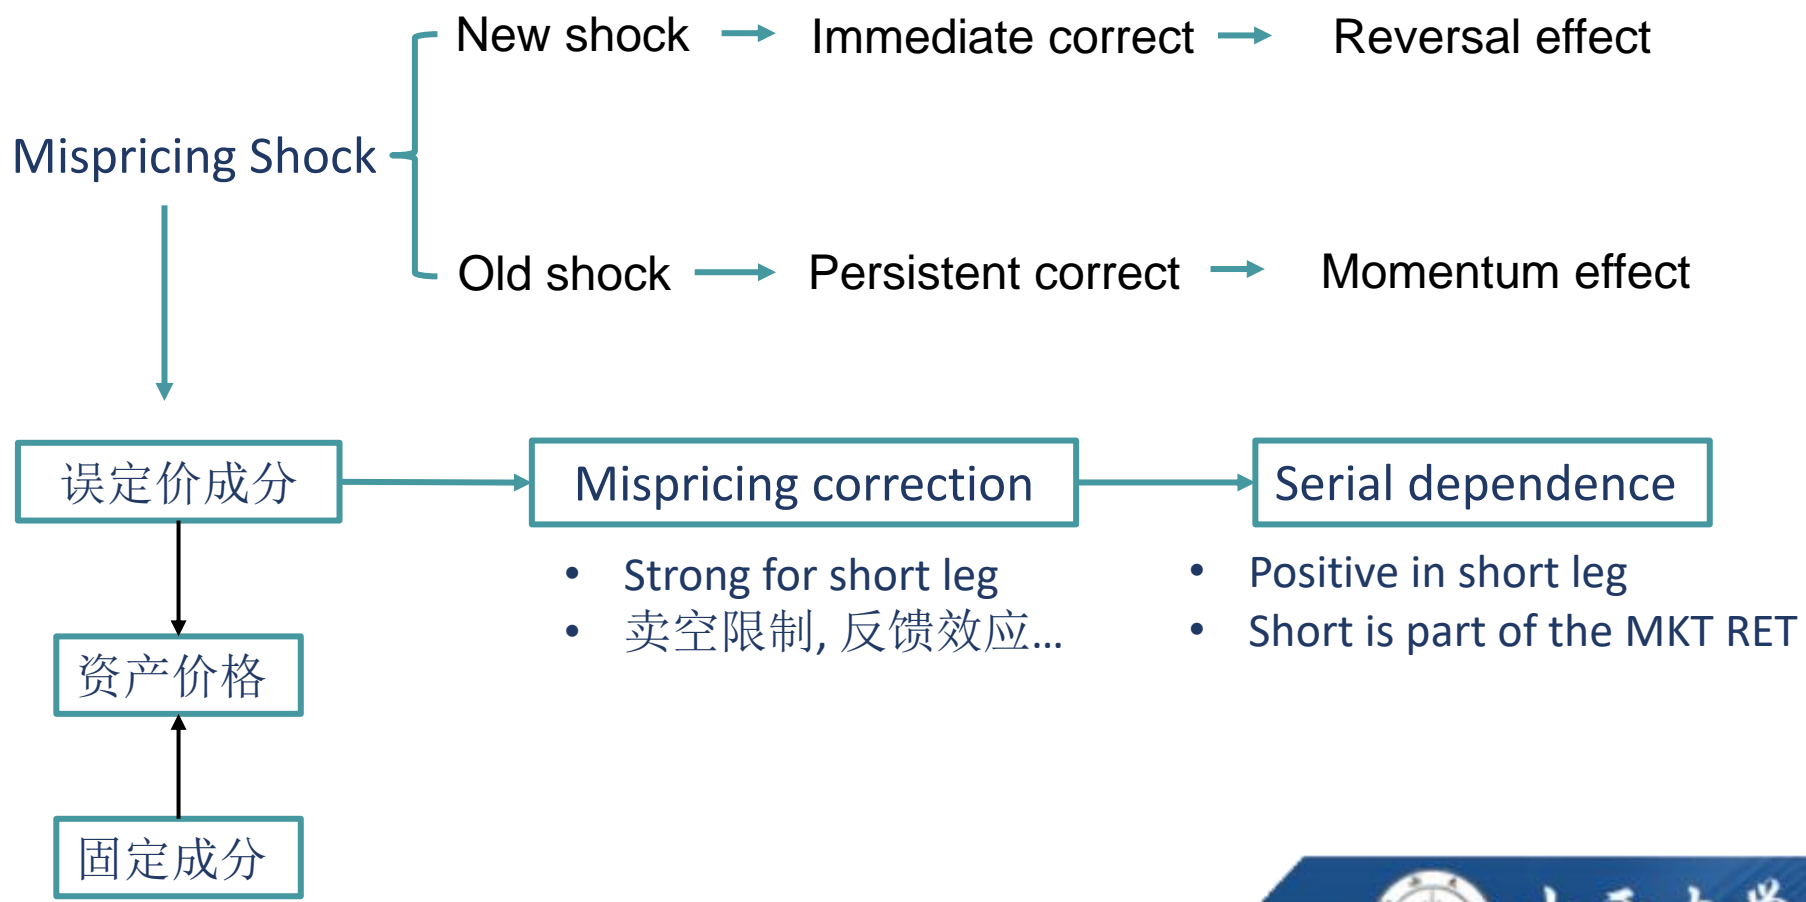 New shock
Immediate correct
Reversal effect
Mispricing Shock
Old shock
Persistent correct
Momentum effect
误定价成分
Mispricing correction
Serial dependence
• Strong for short leg
• 卖空限制, 反馈效应...
• Positive in short leg
• Short is part of the MKT RET
资产价格
固定成分